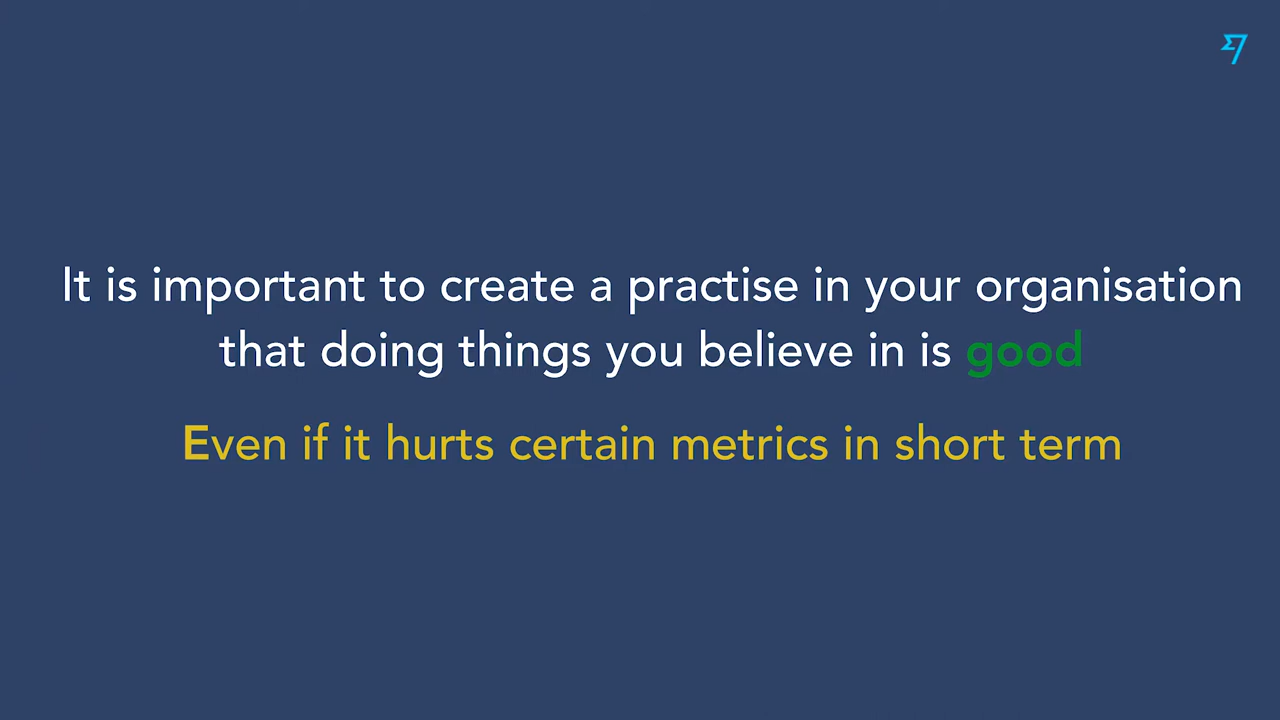 It is important to create a practise in your organisation
that doing things you believe in is good
Even if it hurts certain metrics in short term